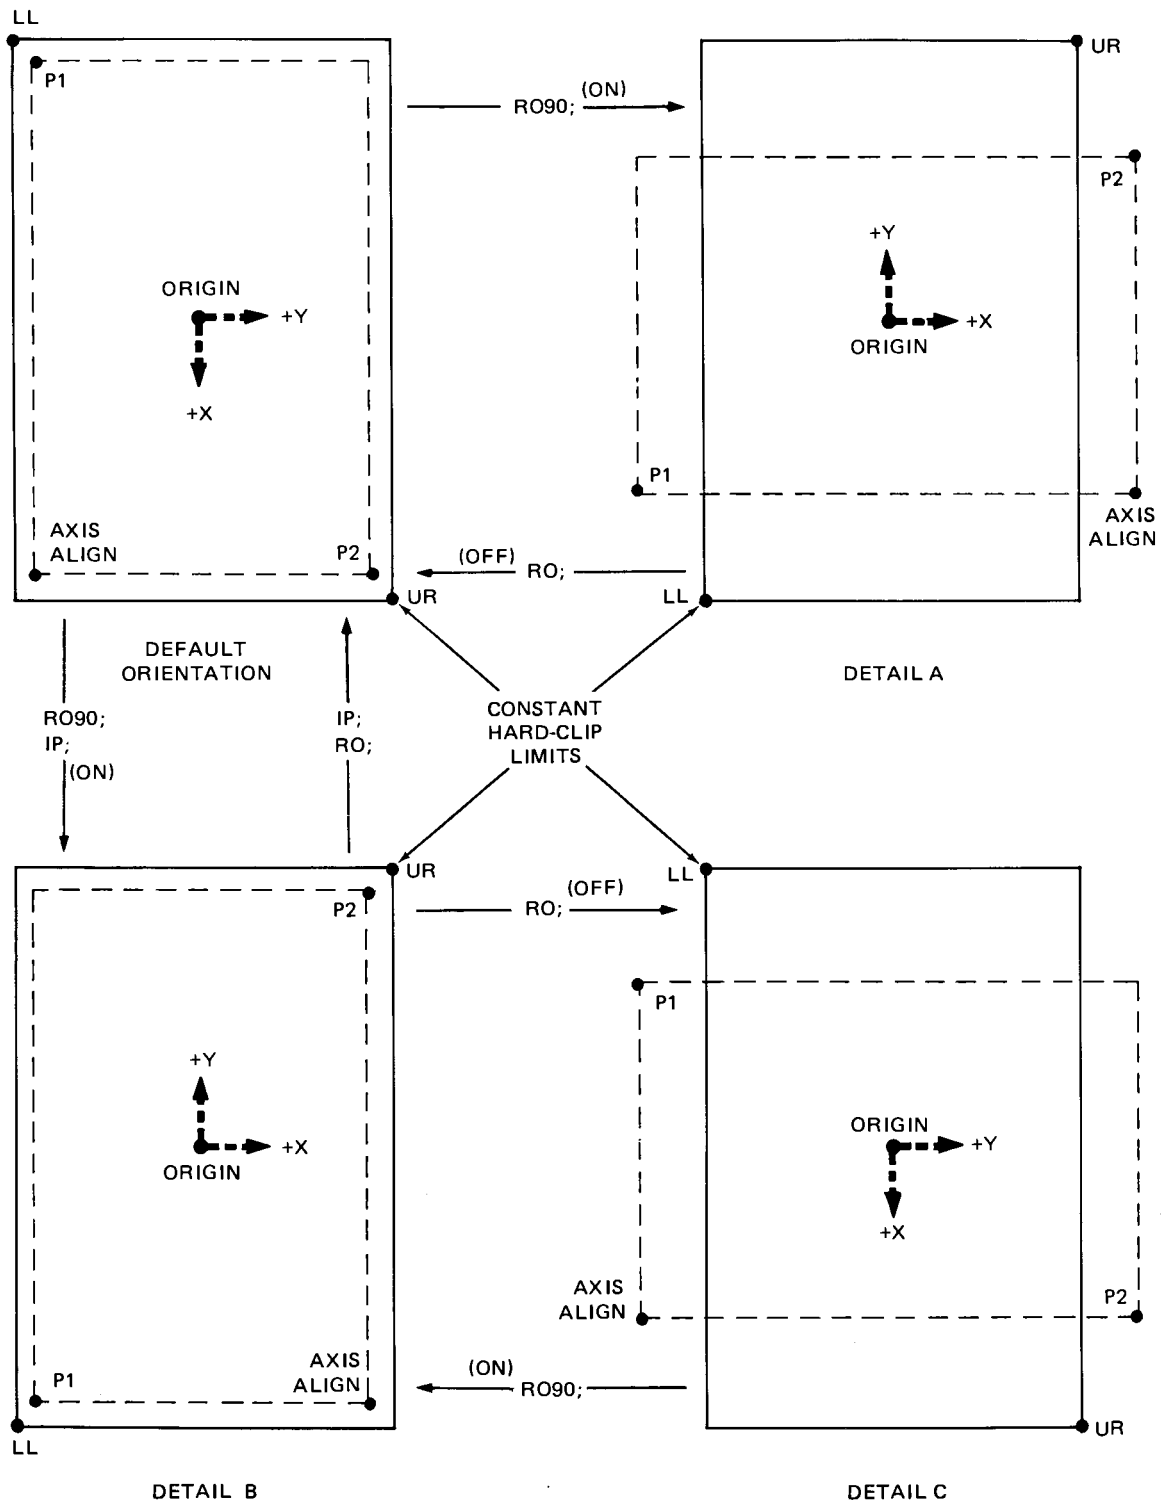 LL
P1
ORIGIN
+Y
+X
AXIS
ALIGN
P2
UR
DEFAULT
ORIENTATION
(ON)
RO90;
(OFF) RO;
UR
P2
+Y
+X
ORIGIN
P1
AXIS
ALIGN
LL
DETAIL A
RO90;
IP;
(ON)
IP;
RO;
CONSTANT
HARD-CLIP
LIMITS
UR
P2
+Y
+X
ORIGIN
AXIS
ALIGN
P1
LL
DETAIL B
(OFF)
RO;
(ON)
RO90;
LL
P1
ORIGIN
+Y
+X
AXIS
ALIGN
P2
UR
DETAIL C